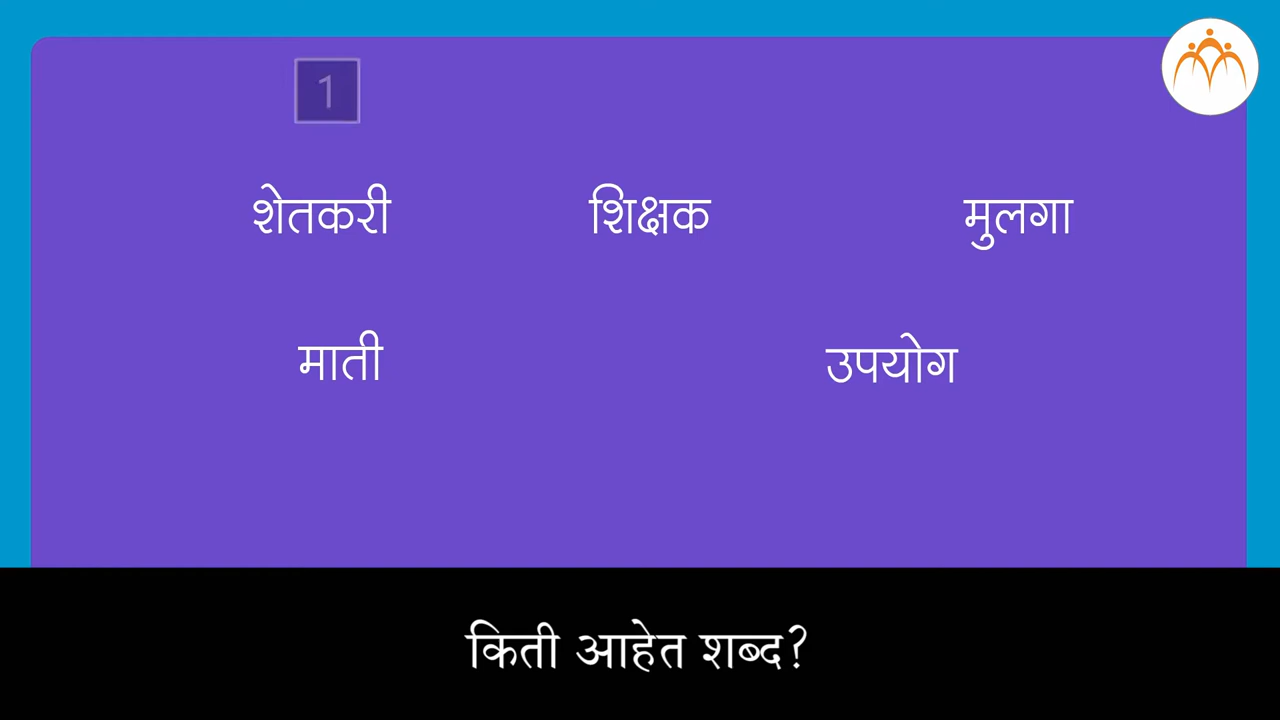 1
शेतकरी शिक्षक मुलगा
माती उपयोग
किती आहेत शब्द?